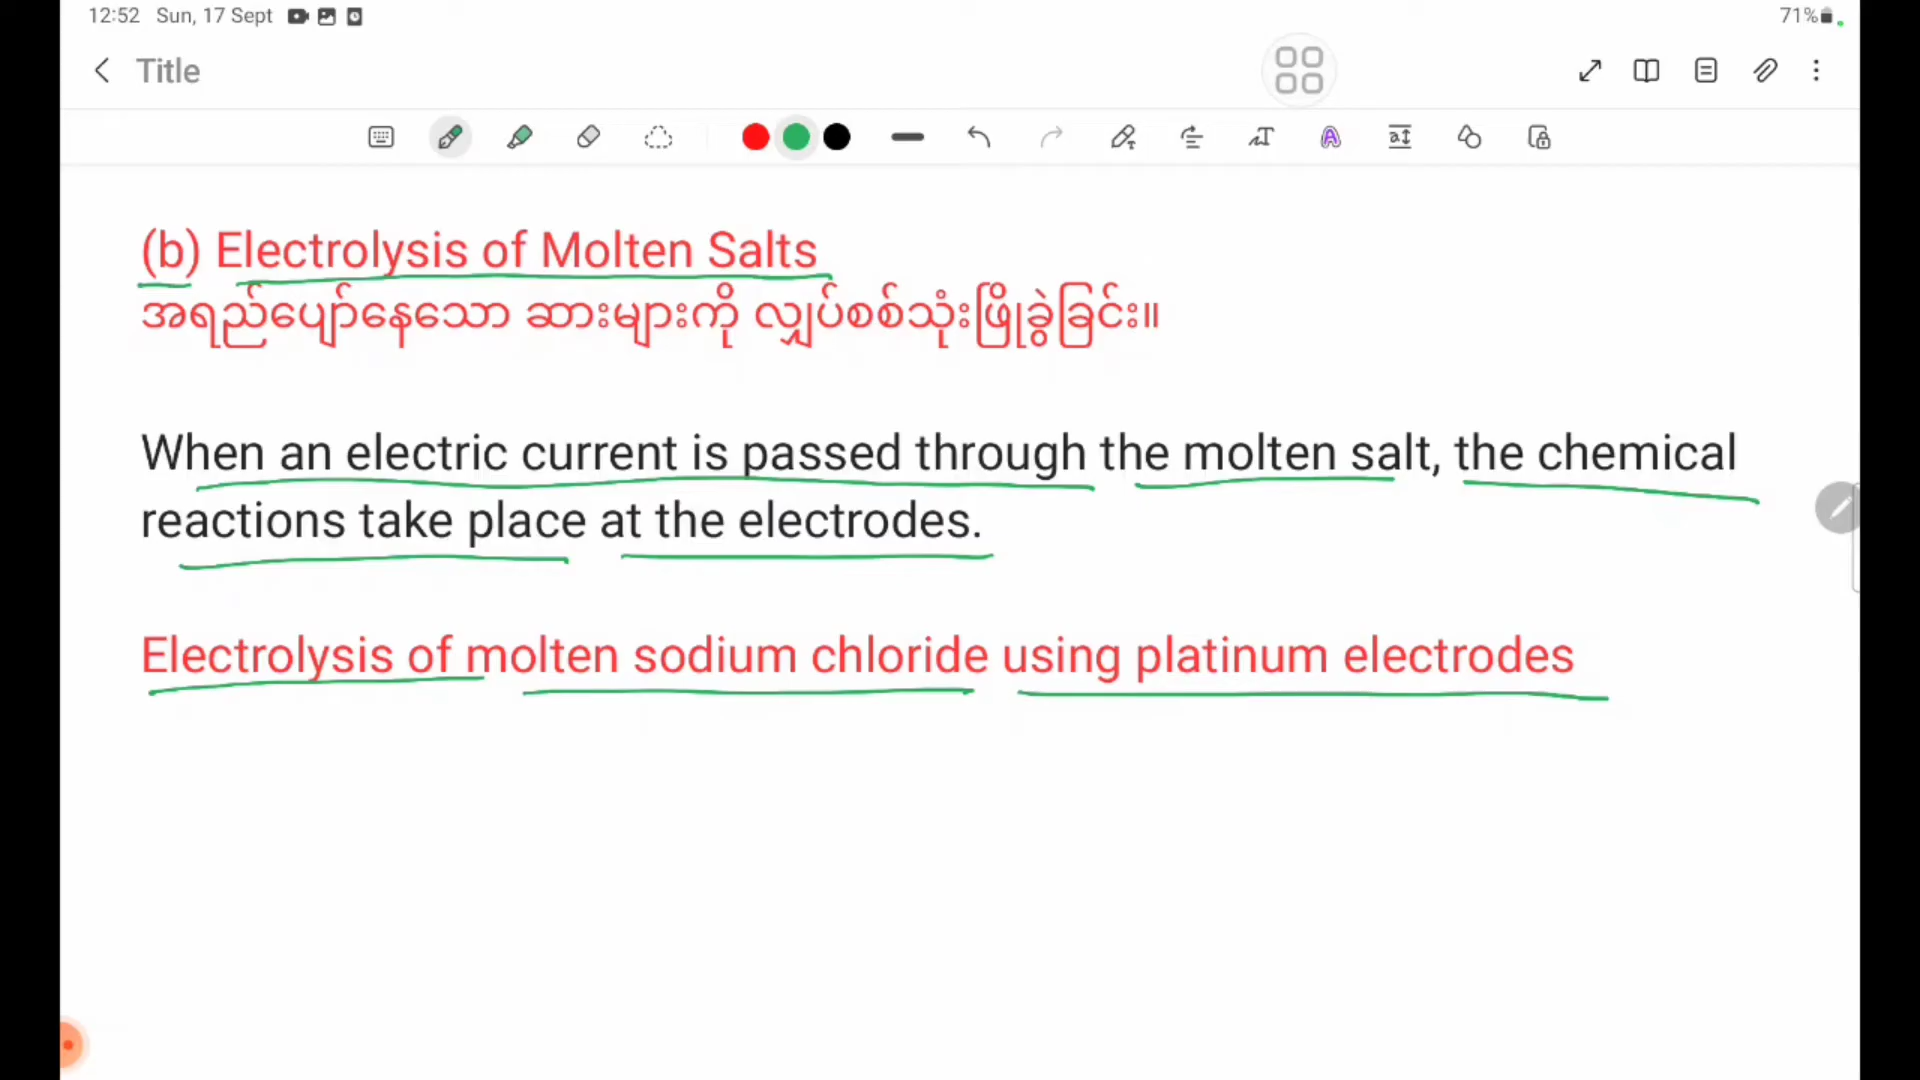 12:52 Sun, 17 Sept 71%
Title
(b) Electrolysis of Molten Salts
အရည်ပျော်နေသော ဆားများကို လျှပ်စစ်သုံးဖြိုခွဲခြင်း။
When an electric current is passed through the molten salt, the chemical
reactions take place at the electrodes.
Electrolysis of molten sodium chloride using platinum electrodes